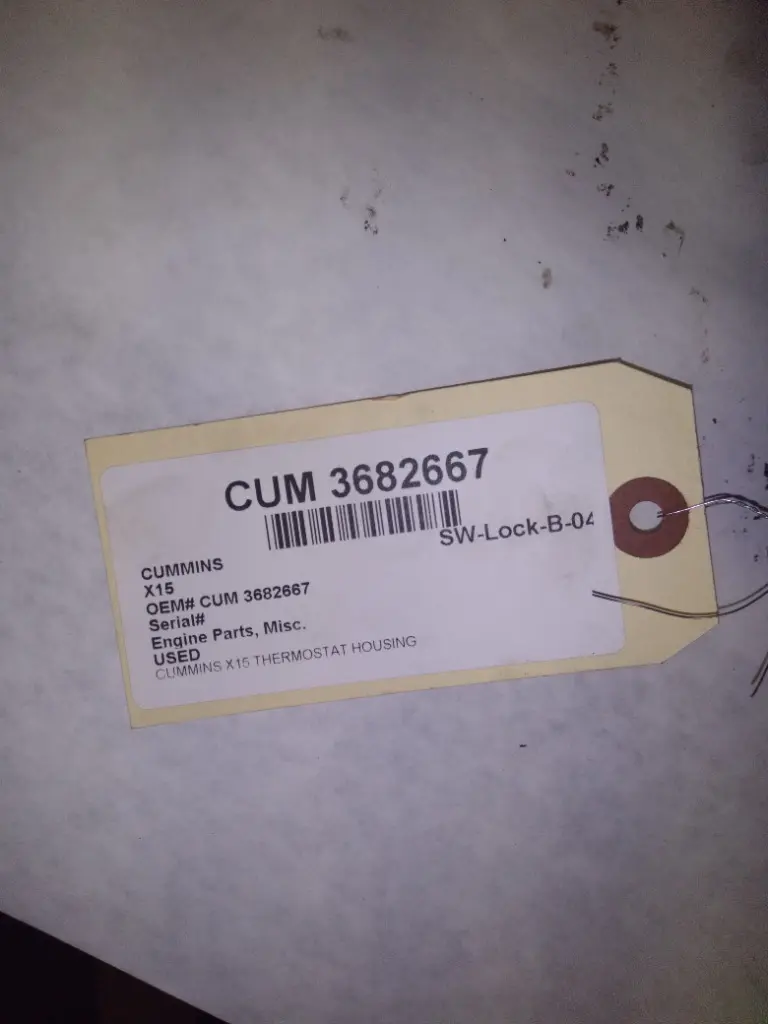 CUM 3682667
SW-Lock-B-04
CUMMINS
X15
OEM# CUM 3682667
Serial#
Engine Parts, Misc.
USED
CUMMINS X15 THERMOSTAT HOUSING